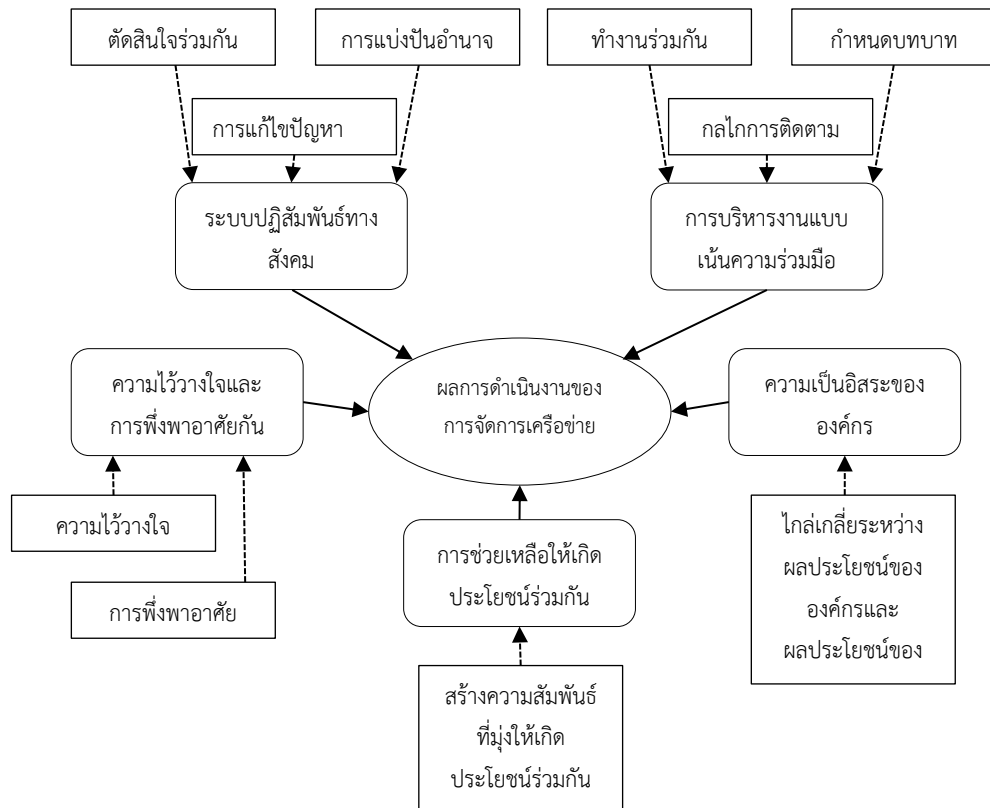 ตัดสินใจร่วมกัน
การแบ่งปันอำนาจ
ทำงานร่วมกัน
กำหนดบทบาท
การแก้ไขปัญหา
กลไกการติดตาม
ระบบปฏิสัมพันธ์ทาง
สังคม
การบริหารงานแบบ
เน้นความร่วมมือ
ความไว้วางใจและ
การพึ่งพาอาศัยกัน
ผลการดำเนินงานของ
การจัดการเครือข่าย
ความเป็นอิสระของ
องค์กร
ความไว้วางใจ
การพึ่งพาอาศัย
การช่วยเหลือให้เกิด
ประโยชน์ร่วมกัน
ไกล่เกลี่ยระหว่าง
ผลประโยชน์ของ
องค์กรและ
ผลประโยชน์ของ
สร้างความสัมพันธ์
ที่มุ่งให้เกิด
ประโยชน์ร่วมกัน